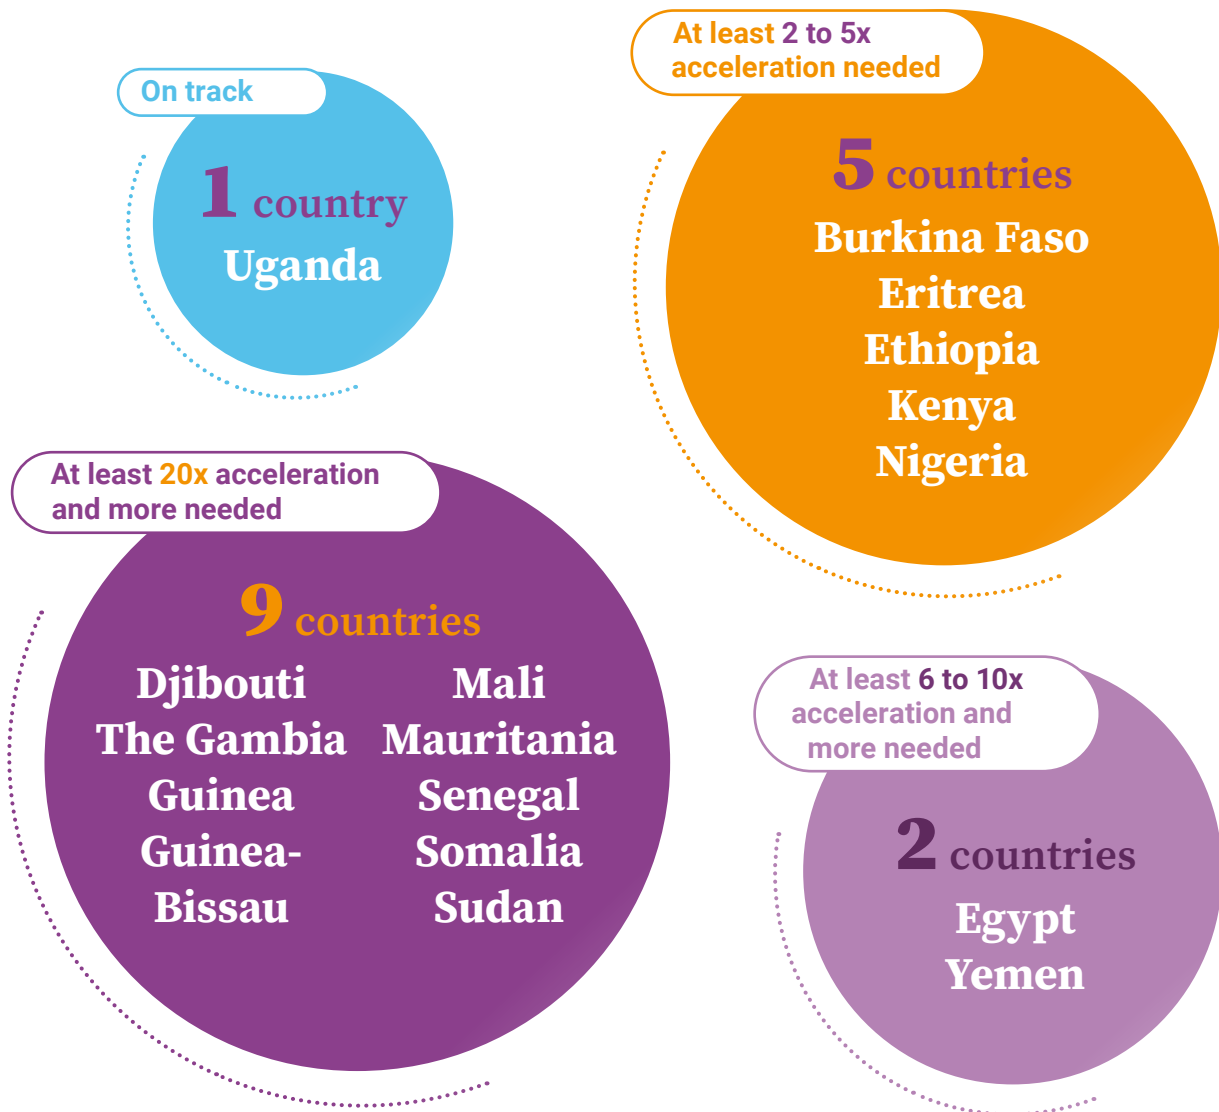 On track
1 country
Uganda
At least 2 to 5x
acceleration needed
5 countries
Burkina Faso
Eritrea
Ethiopia
Kenya
Nigeria
At least 20x acceleration
and more needed
9 countries
Djibouti
The Gambia
Guinea
Guinea-
Bissau
Mali
Mauritania
Senegal
Somalia
Sudan
At least 6 to 10x
acceleration and
more needed
2 countries
Egypt
Yemen